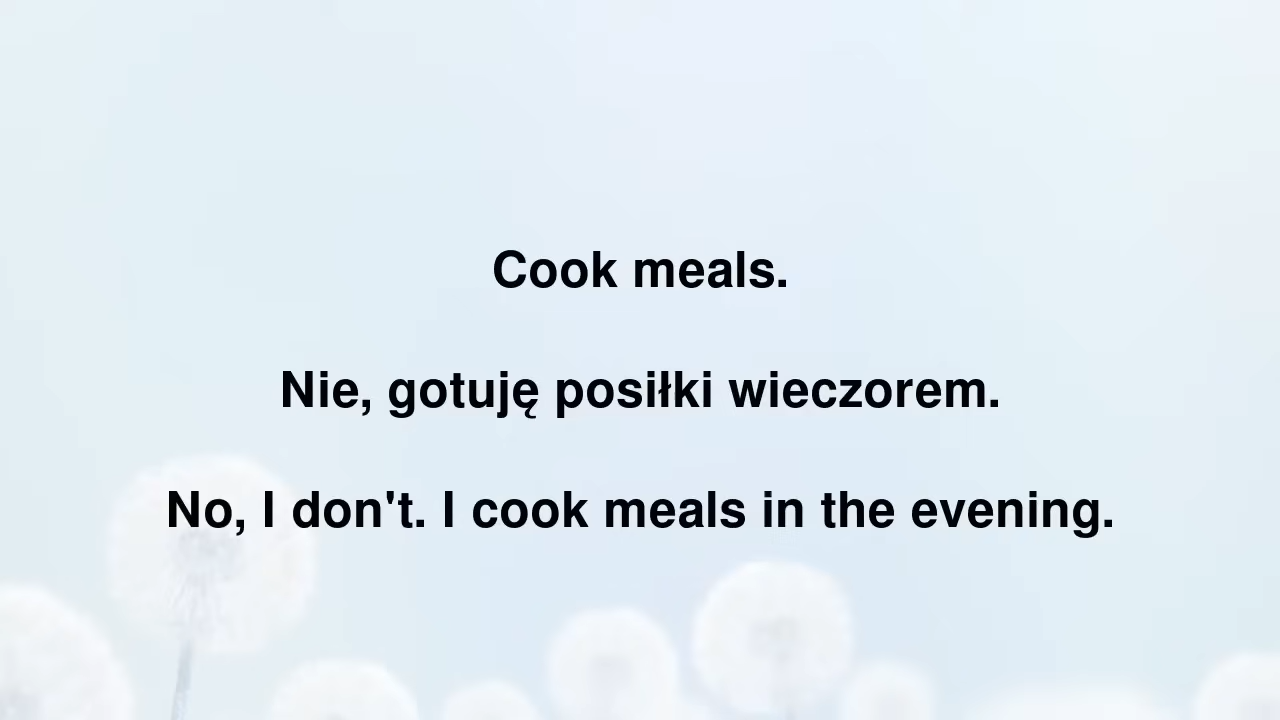 Cook meals.
Nie, gotuję posiłki wieczorem.
No, I don't. I cook meals in the evening.